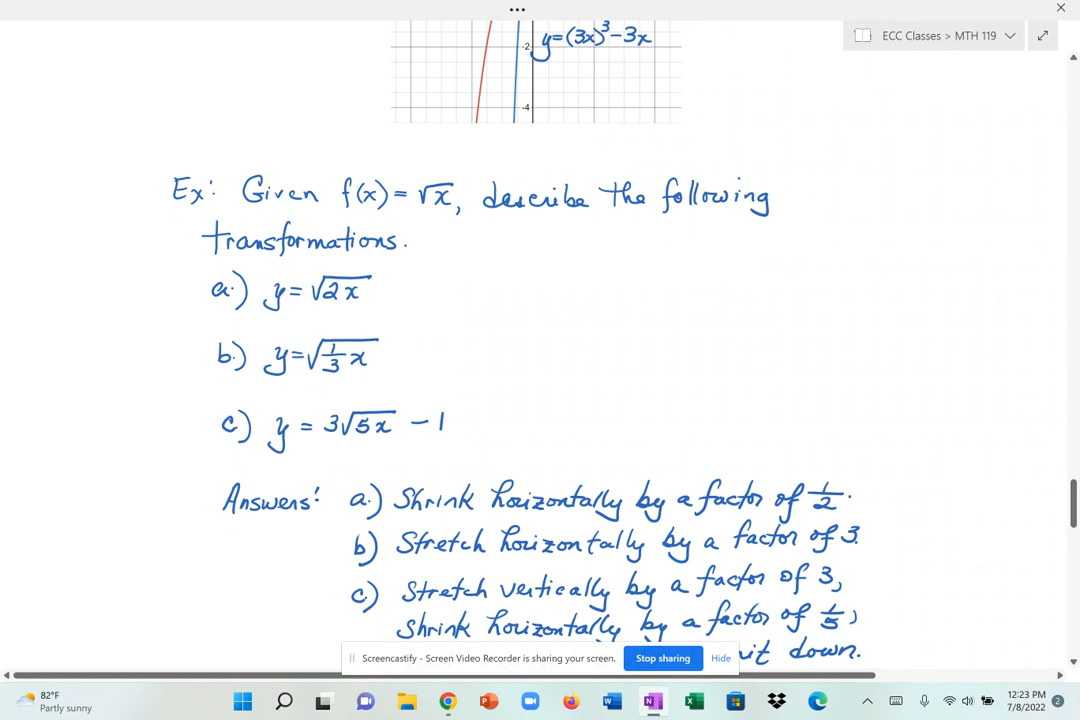 ECC Classes > MTH 119
-2
y=(3x)³-3x
-4
Ex: Given f(x) = √x, describe the following
transformations.
a.) y = √2x
b.) y = √1/3 x
c.) y = 3√5x - 1
Answers: a.) Shrink horizontally by a factor of 1/2.
b) Stretch horizontally by a factor of 3.
c) Stretch vertically by a factor of 3,
shrink horizontally by a factor of 1/5,
down.
Screencastify - Screen Video Recorder is sharing your screen.
Stop sharing
Hide
82°F
Partly sunny
12:23 PM
7/8/2022
2